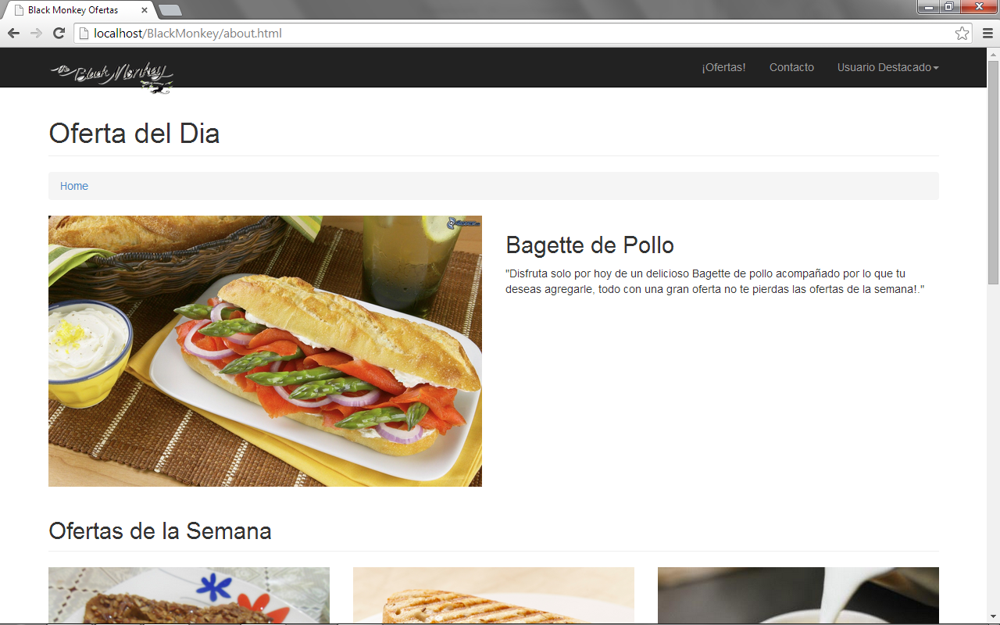 Black Monkey Ofertas
localhost/BlackMonkey/about.html
the Black Monkey
¡Ofertas!
Contacto
Usuario Destacado
Oferta del Dia
Home
Bagette de Pollo
"Disfruta solo por hoy de un delicioso Bagette de pollo acompañado por lo que tu
deseas agregarle, todo con una gran oferta no te pierdas las ofertas de la semana!."
Ofertas de la Semana